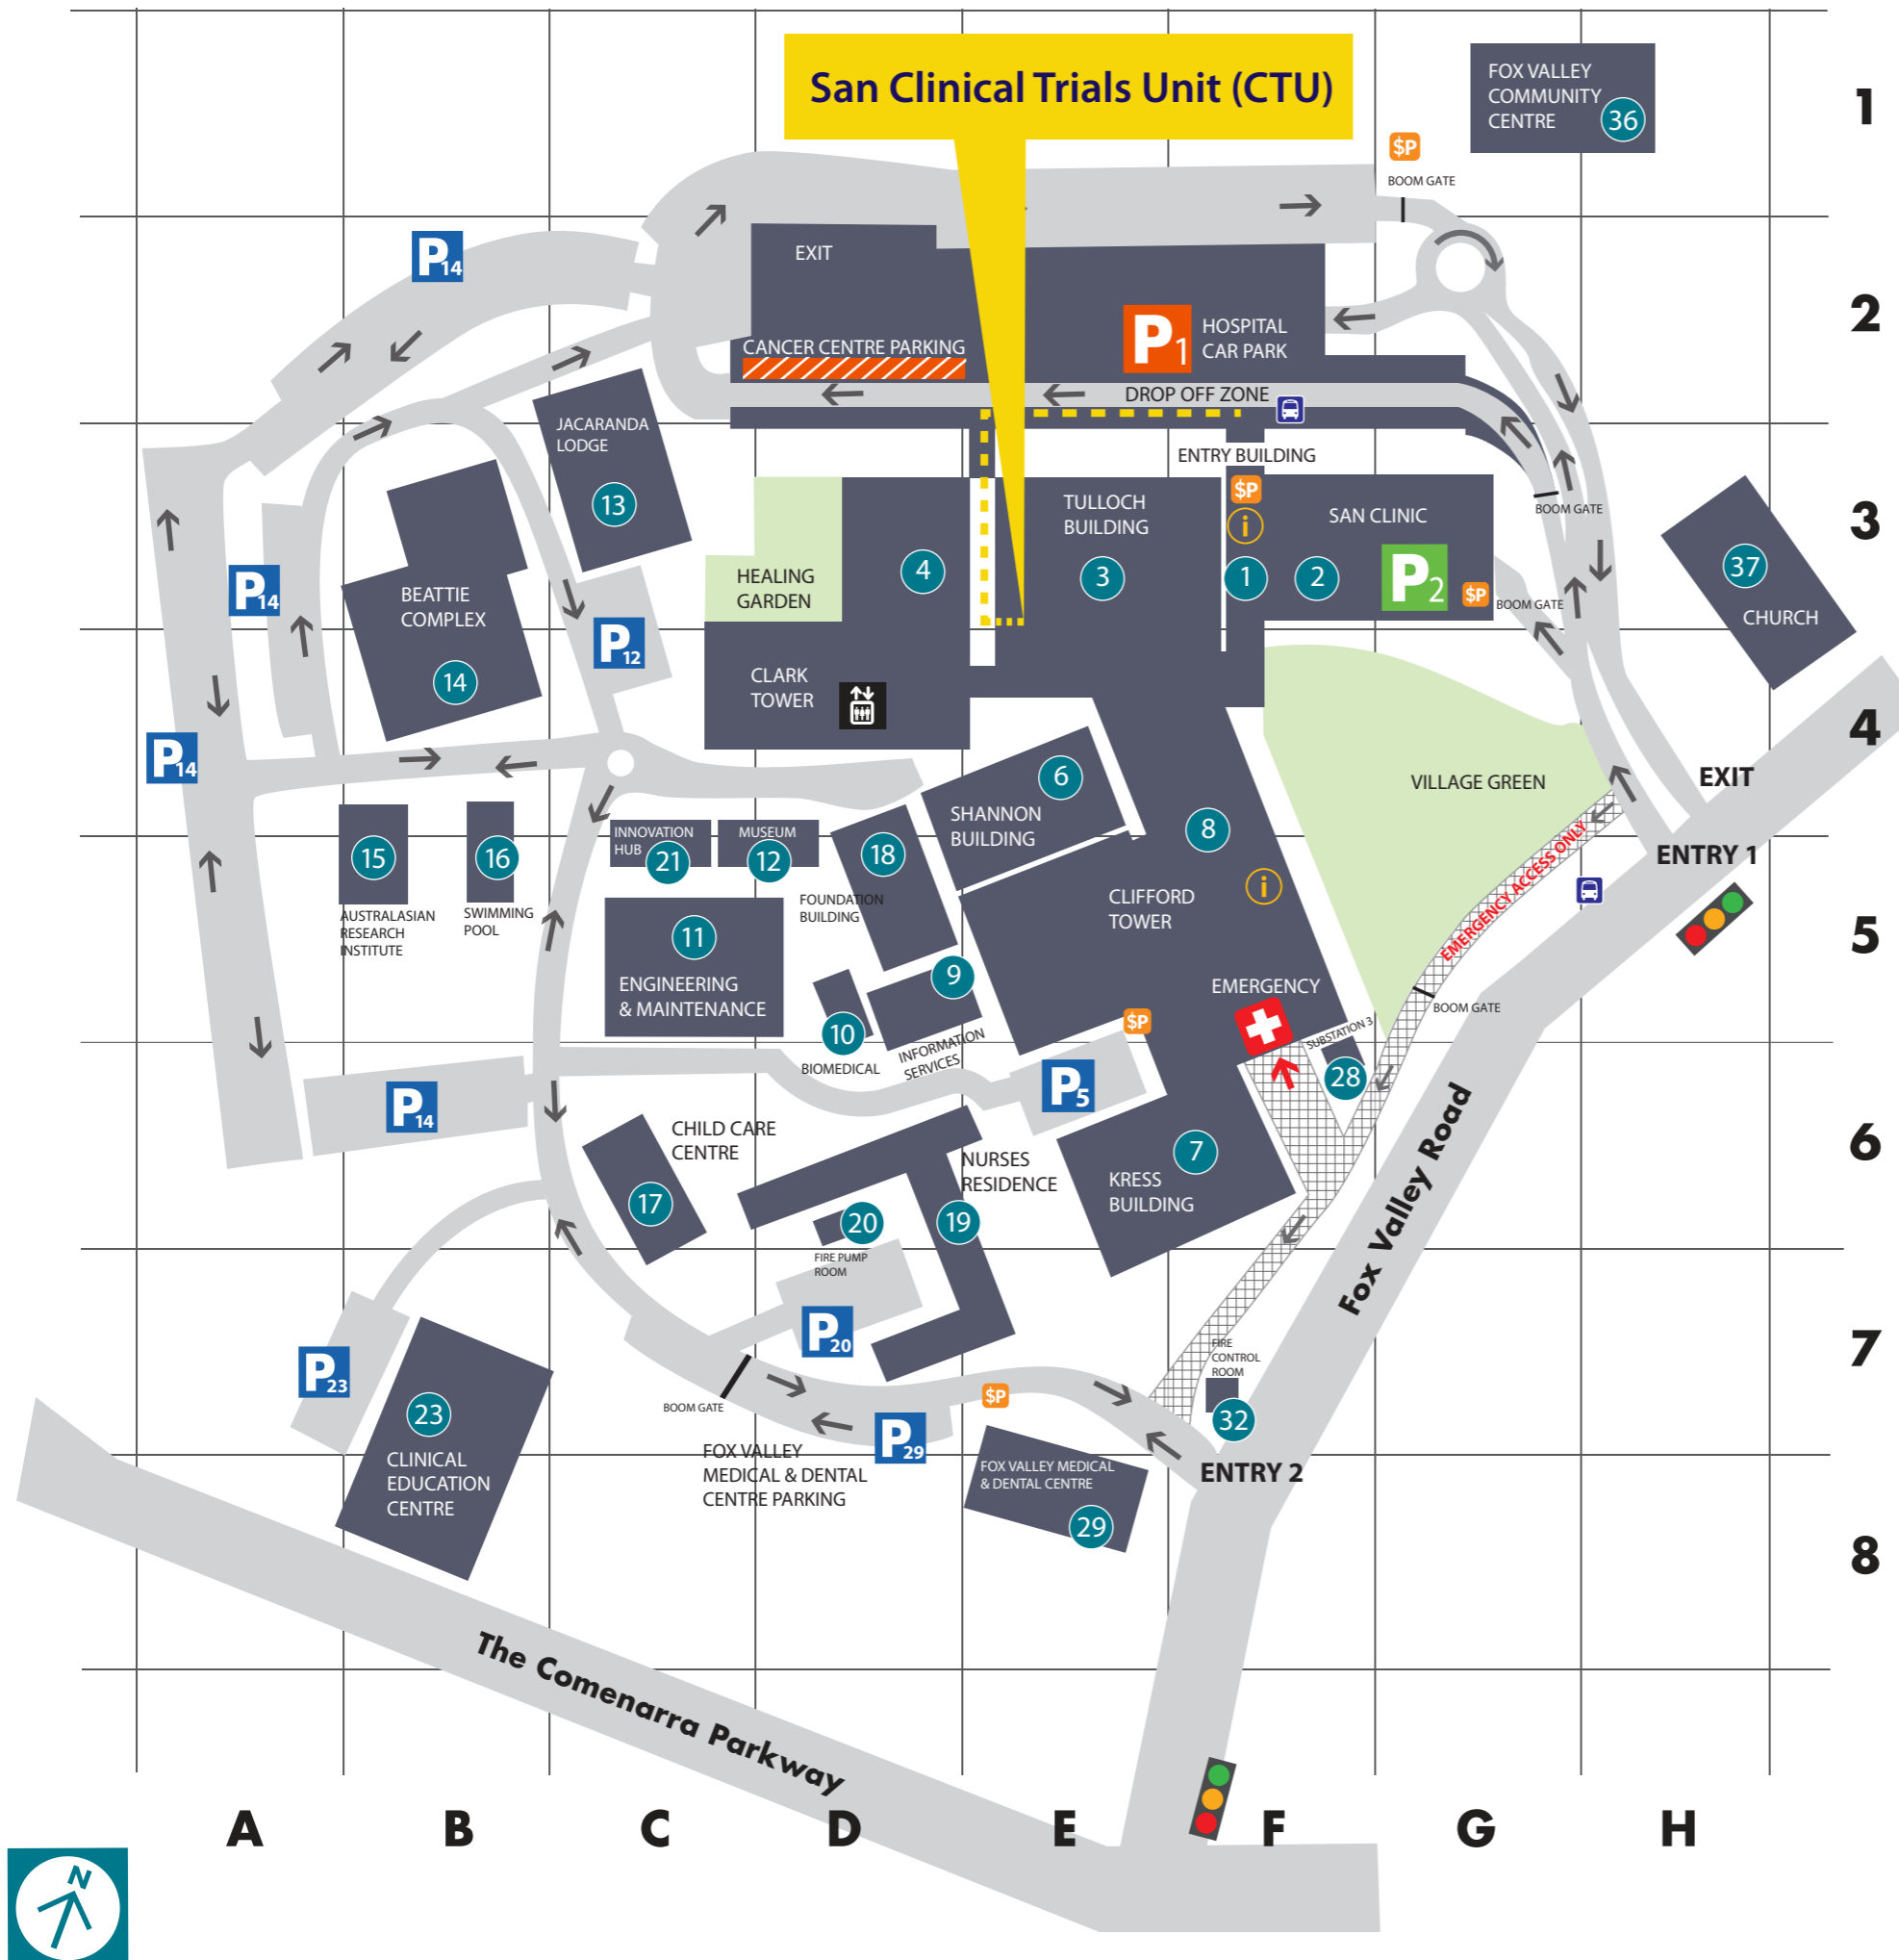 San Clinical Trials Unit (CTU)
FOX VALLEY
COMMUNITY
CENTRE
36
1
$P
BOOM GATE
P14
EXIT
2
P1
HOSPITAL
CAR PARK
CANCER CENTRE PARKING
DROP OFF ZONE
JACARANDA
LODGE
13
ENTRY BUILDING
$P
i
TULLOCH
BUILDING
SAN CLINIC
BOOM GATE
3
HEALING
GARDEN
4
3
1
2
P2
$P
BOOM GATE
37
CHURCH
P14
BEATTIE
COMPLEX
14
P12
CLARK
TOWER
4
P14
6
SHANNON
BUILDING
VILLAGE GREEN
EXIT
8
INNOVATION
HUB
21
MUSEUM
12
18
15
16
EMERGENCY ACCESS ONLY
ENTRY 1
AUSTRALASIAN
RESEARCH
INSTITUTE
SWIMMING
POOL
FOUNDATION
BUILDING
CLIFFORD
TOWER
i
5
11
ENGINEERING
& MAINTENANCE
9
10
BIOMEDICAL
INFORMATION
SERVICES
EMERGENCY
$P
SUBSTATION 3
28
BOOM GATE
P14
P5
CHILD CARE
CENTRE
17
NURSES
RESIDENCE
7
KRESS
BUILDING
6
20
19
FIRE PUMP
ROOM
Fox Valley Road
P20
P23
23
CLINICAL
EDUCATION
CENTRE
FIRE
CONTROL
ROOM
32
7
BOOM GATE
$P
P29
FOX VALLEY
MEDICAL & DENTAL
CENTRE PARKING
FOX VALLEY MEDICAL
& DENTAL CENTRE
29
ENTRY 2
8
The Comenarra Parkway
A B C D E F G H
N